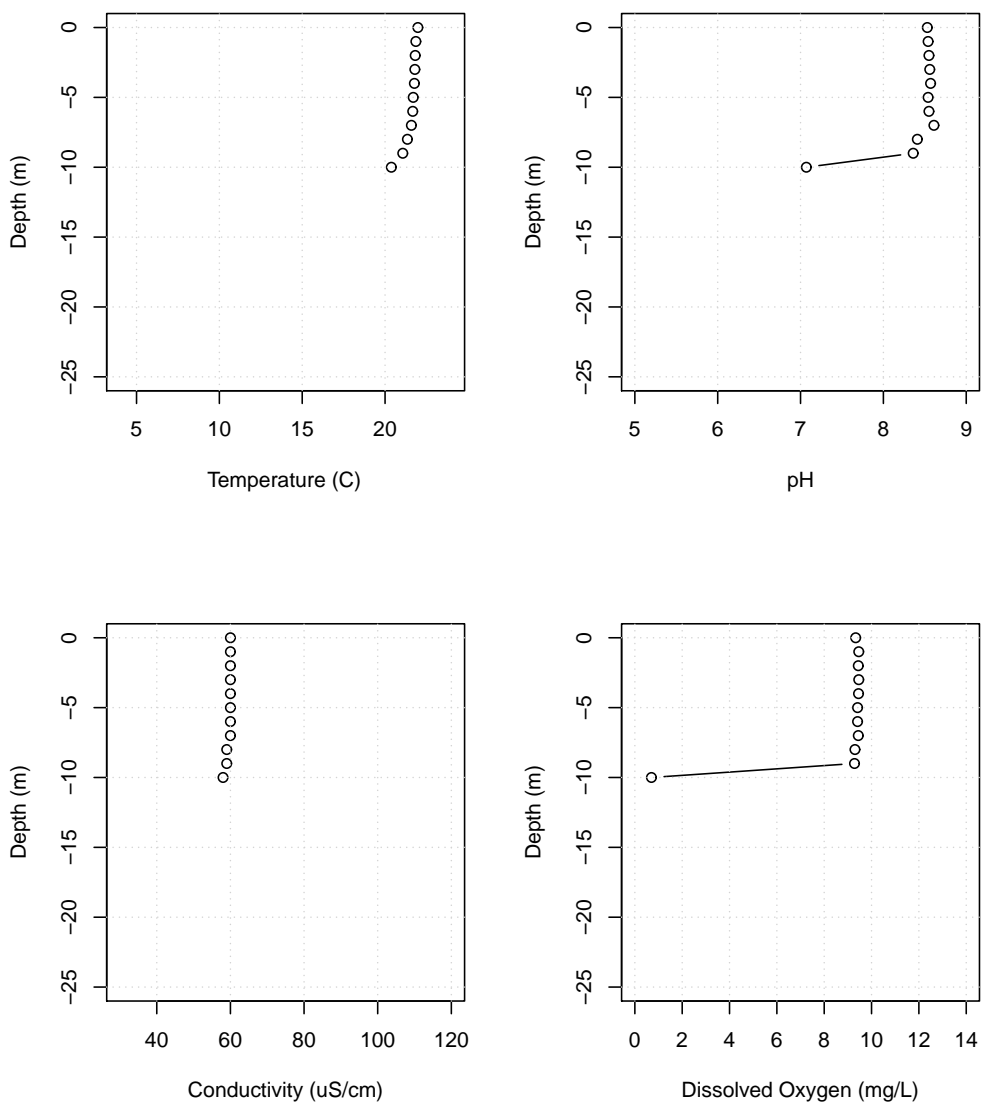 0
−5
−10
−15
−20
−25
Depth (m)
5 10 15 20
Temperature (C)
0
−5
−10
−15
−20
−25
Depth (m)
5 6 7 8 9
pH
0
−5
−10
−15
−20
−25
Depth (m)
40 60 80 100 120
Conductivity (uS/cm)
0
−5
−10
−15
−20
−25
Depth (m)
0 2 4 6 8 10 12 14
Dissolved Oxygen (mg/L)